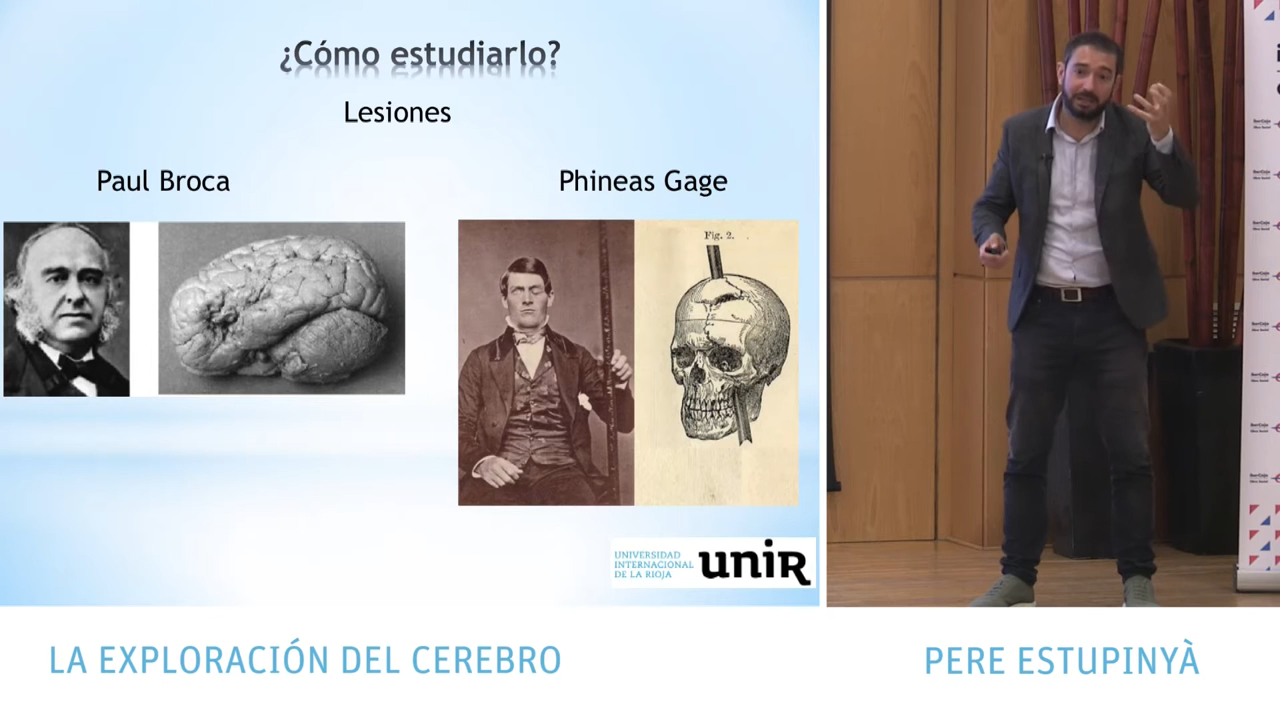 ¿Cómo estudiarlo?
Lesiones
Paul Broca
Phineas Gage
Fig. 2.
UNIVERSIDAD
INTERNACIONAL
DE LA RIOJA
unir
LA EXPLORACIÓN DEL CEREBRO
PERE ESTUPINYÀ